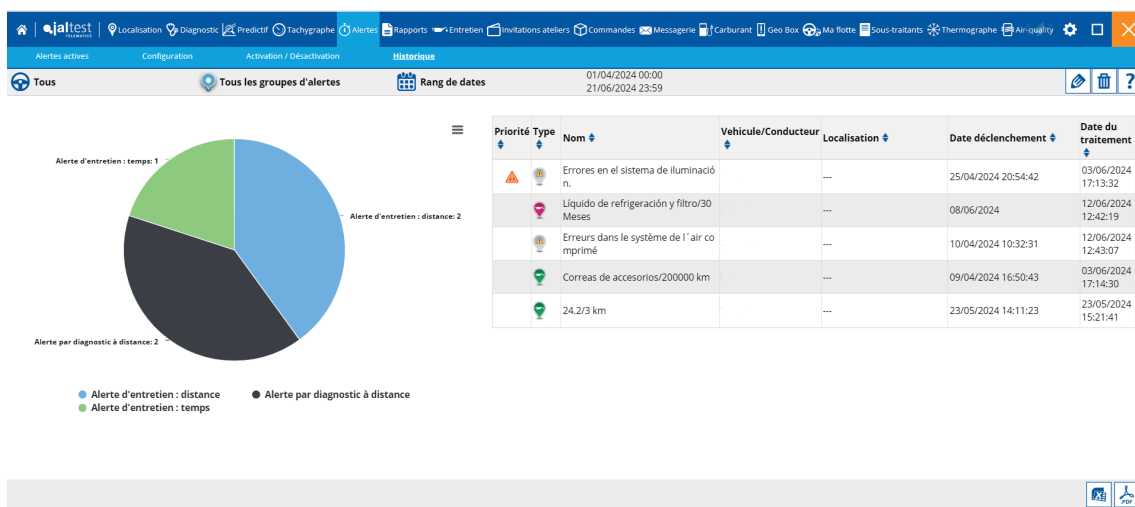 jaltest
TELEMATICS
Localisation Diagnostic Predictif Tachygraphe Alertes Rapports Entretien Invitations ateliers Commandes Messagerie Carburant Geo Box Ma flotte Sous-traitants Thermographe Air-quality
Alertes actives Configuration Activation / Désactivation Historique
Tous Tous les groupes d'alertes Rang de dates 01/04/2024 00:00
21/06/2024 23:59
?
Alerte d'entretien : temps: 1
Alerte d'entretien : distance: 2
Alerte par diagnostic à distance: 2
Alerte d'entretien : distance Alerte par diagnostic à distance
Alerte d'entretien : temps
Priorité Type Nom Vehicule/Conducteur Localisation Date déclenchement Date du
traitement
Errores en el sistema de iluminació
n. --- 25/04/2024 20:54:42 03/06/2024
17:13:32
Líquido de refrigeración y filtro/30
Meses --- 08/06/2024 12/06/2024
12:42:19
Erreurs dans le système de l´air co
mprimé --- 10/04/2024 10:32:31 12/06/2024
12:43:07
Correas de accesorios/200000 km --- 09/04/2024 16:50:43 03/06/2024
17:14:30
24.2/3 km --- 23/05/2024 14:11:23 23/05/2024
15:21:41
PDF